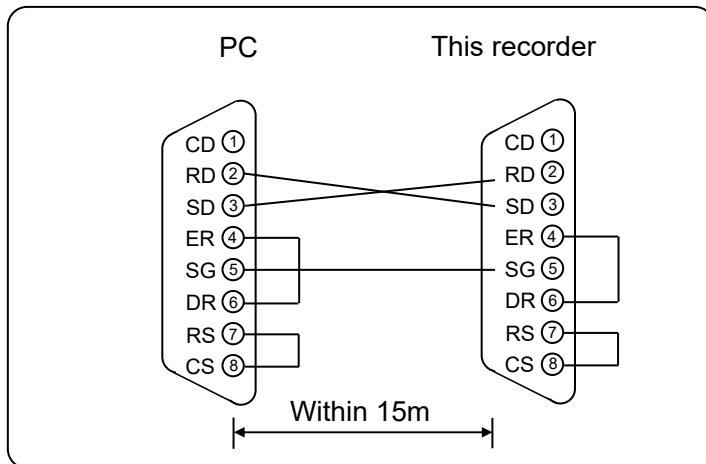 PC This recorder
CD ① CD ①
RD ② RD ②
SD ③ SD ③
ER ④ ER ④
SG ⑤ SG ⑤
DR ⑥ DR ⑥
RS ⑦ RS ⑦
CS ⑧ CS ⑧
Within 15m